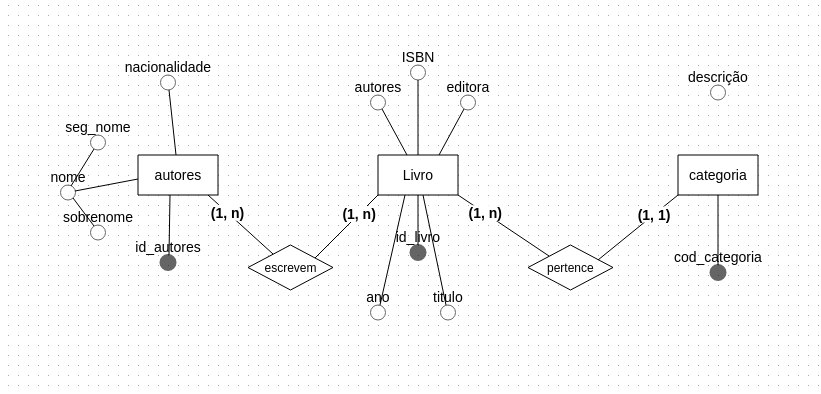 ISBN
nacionalidade
autores
editora
descrição
seg_nome
nome
autores
Livro
categoria
sobrenome
(1, n)
(1, n)
(1, n)
(1, 1)
id_autores
id_livro
escrevem
pertence
cod_categoria
ano
titulo